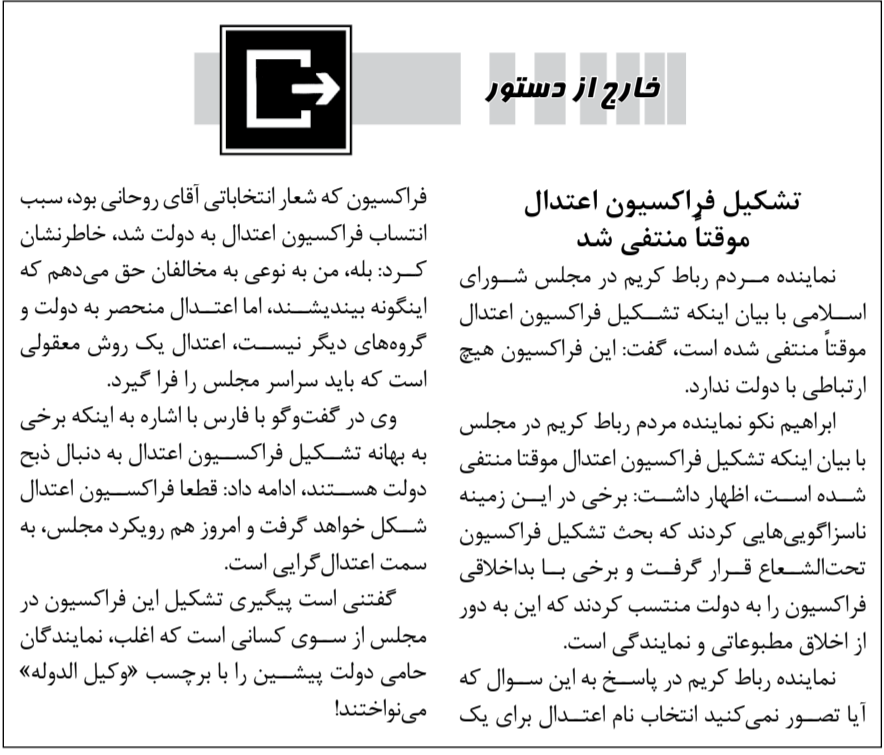 خارج از دستور
تشکیل فراکسیون اعتدال
موقتاً منتفی شد
نماینده مردم رباط کریم در مجلس شورای
اسلامی با بیان اینکه تشکیل فراکسیون اعتدال
موقتاً منتفی شده است، گفت: این فراکسیون هیچ
ارتباطی با دولت ندارد.
ابراهیم نکو نماینده مردم رباط کریم در مجلس
با بیان اینکه تشکیل فراکسیون اعتدال موقتا منتفی
شده است، اظهار داشت: برخی در این زمینه
ناسزاگویی‌هایی کردند که بحث تشکیل فراکسیون
تحت‌الشعاع قرار گرفت و برخی با بداخلاقی
فراکسیون را به دولت منتسب کردند که این به دور
از اخلاق مطبوعاتی و نمایندگی است.
نماینده رباط کریم در پاسخ به این سوال که
آیا تصور نمی‌کنید انتخاب نام اعتدال برای یک
فراکسیون که شعار انتخاباتی آقای روحانی بود، سبب
انتساب فراکسیون اعتدال به دولت شد، خاطرنشان
کرد: بله، من به نوعی به مخالفان حق می‌دهم که
اینگونه بیندیشند، اما اعتدال منحصر به دولت و
گروه‌های دیگر نیست، اعتدال یک روش معقولی
است که باید سراسر مجلس را فرا گیرد.
وی در گفت‌وگو با فارس با اشاره به اینکه برخی
به بهانه تشکیل فراکسیون اعتدال به دنبال ذبح
دولت هستند، ادامه داد: قطعا فراکسیون اعتدال
شکل خواهد گرفت و امروز هم رویکرد مجلس، به
سمت اعتدال‌گرایی است.
گفتنی است پیگیری تشکیل این فراکسیون در
مجلس از سوی کسانی است که اغلب، نمایندگان
حامی دولت پیشین را با برچسب «وکیل الدوله»
می‌نواختند!